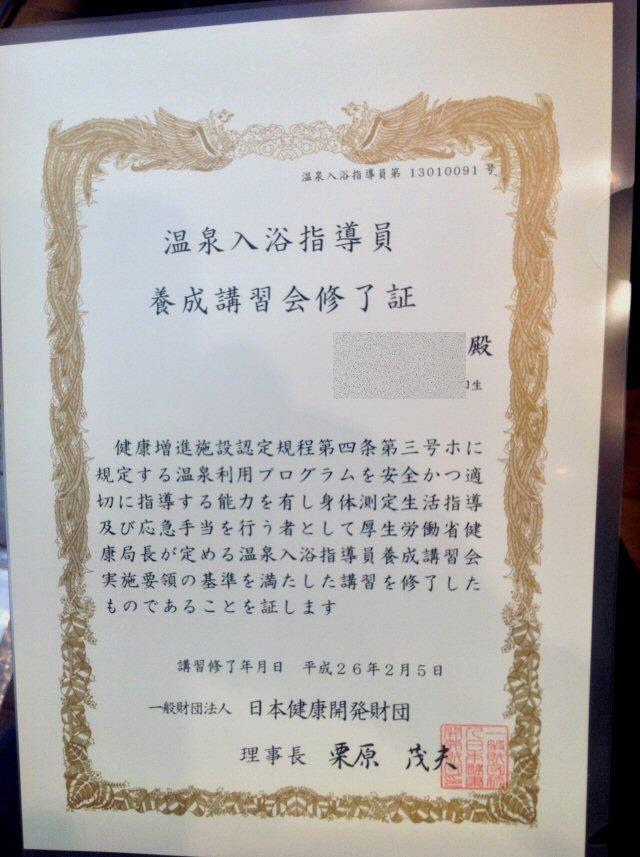 温泉入浴指導員第 13010091 号
温泉入浴指導員
養成講習会修了証
殿
日生
健康増進施設認定規程第四条第三号ホに
規定する温泉利用プログラムを安全かつ適
切に指導する能力を有し身体測定生活指導
及び応急手当を行う者として厚生労働省健
康局長が定める温泉入浴指導員養成講習会
実施要領の基準を満たした講習を修了した
ものであることを証します
講習修了年月日 平成26年2月5日
一般財団法人 日本健康開発財団
理事長 栗原 茂夫